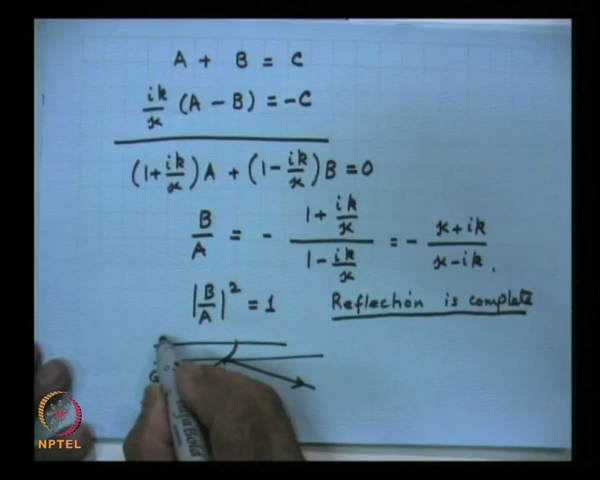 A + B = C
ik/ϰ (A - B) = -C
(1 + ik/ϰ) A + (1 - ik/ϰ) B = 0
B/A = - (1 + ik/ϰ)/(1 - ik/ϰ) = - (ϰ + ik)/(ϰ - ik).
|B/A|² = 1 Reflection is complete
NPTEL